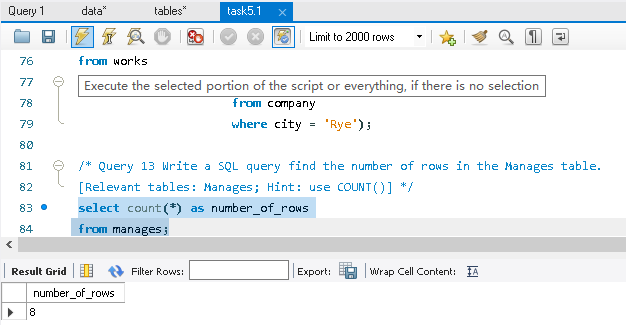 Query 1 data* tables* task5.1
Limit to 2000 rows
76 from works
77
Execute the selected portion of the script or everything, if there is no selection
78 from company
79 where city = 'Rye');
80
81 /* Query 13 Write a SQL query find the number of rows in the Manages table.
82 [Relevant tables: Manages; Hint: use COUNT()] */
83 select count(*) as number_of_rows
84 from manages;
Result Grid Filter Rows: Export: Wrap Cell Content: IA
number_of_rows
8